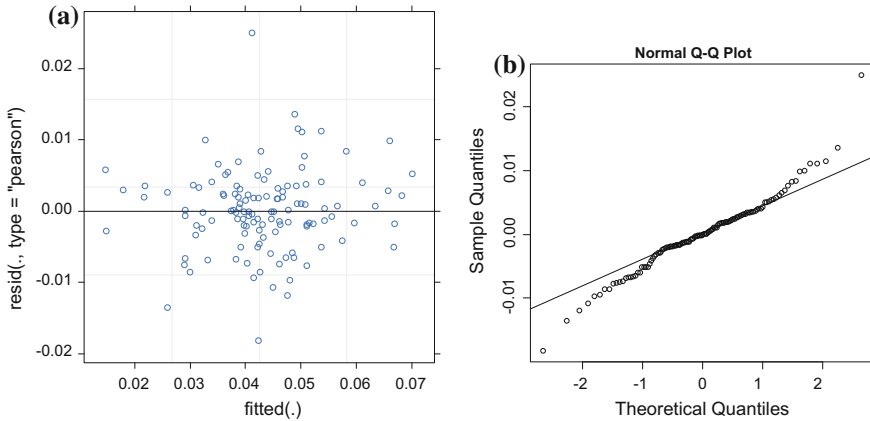 (a)
resid(., type = "pearson")
0.02
0.01
0.00
-0.01
-0.02
0.02
0.03
0.04
0.05
0.06
0.07
fitted(.)
(b)
Normal Q-Q Plot
Sample Quantiles
0.02
0.01
0.00
-0.01
-2
-1
0
1
2
Theoretical Quantiles